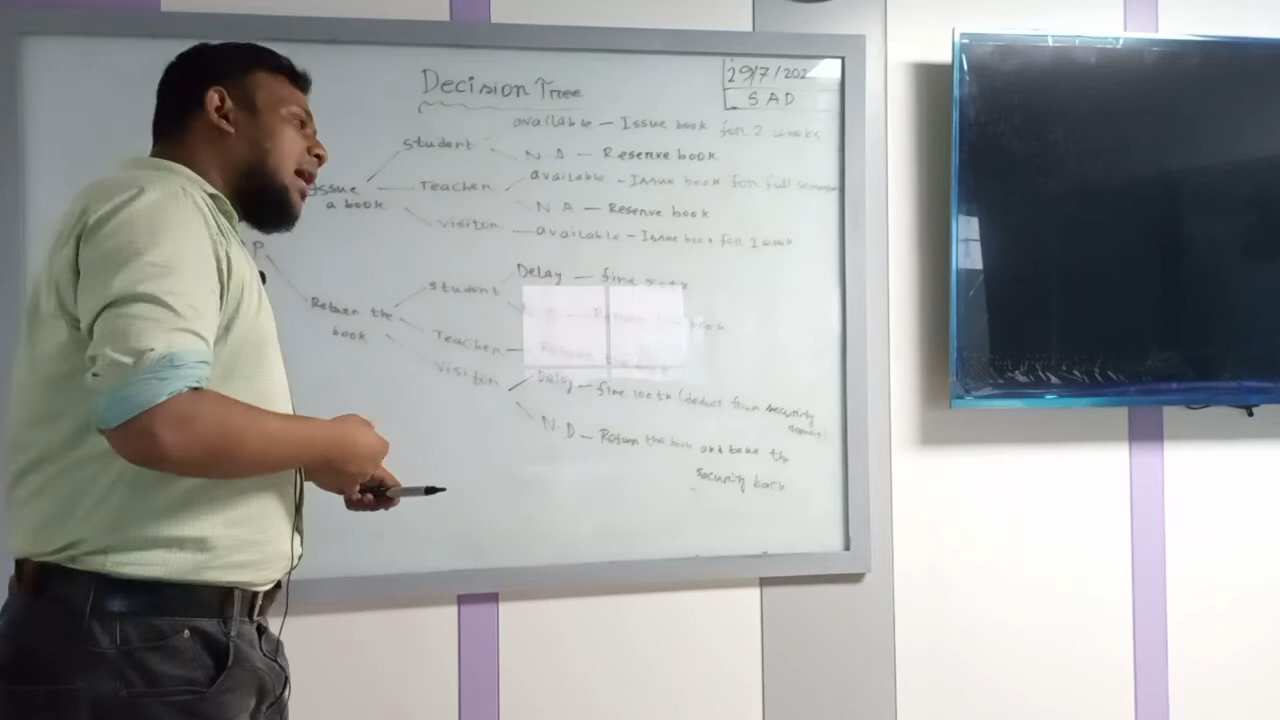 Decision Tree
29/7/202
SAD
available - Issue book for 2 weeks
student
N.A - Reserve book
available - Issue book for full
Issue
a book
Teacher
N A - Reserve book
visitor
available - Issue book for 1 week
P
Delay - fine
student
Return the
book
Teacher
visitor
Delay - fine 100 tk (deduct from security
N.D - Return the book and take the
security back